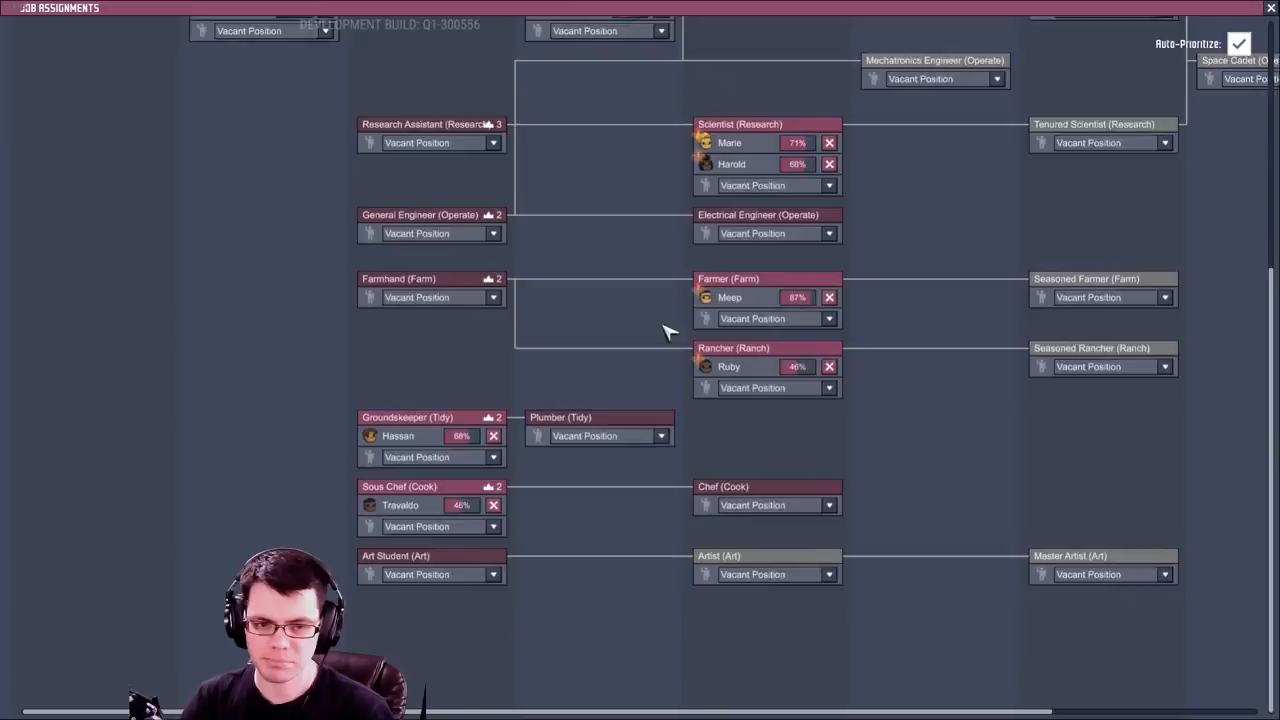 JOB ASSIGNMENTS
DEVELOPMENT BUILD: Q1-300556
Vacant Position
Vacant Position
Auto-Prioritize:
Mechatronics Engineer (Operate)
Vacant Position
Space Cadet (Ope
Vacant Posi
Research Assistant (Research 3
Vacant Position
Scientist (Research)
Marie 71%
Harold 68%
Vacant Position
Tenured Scientist (Research)
Vacant Position
General Engineer (Operate) 2
Vacant Position
Electrical Engineer (Operate)
Vacant Position
Farmhand (Farm) 2
Vacant Position
Farmer (Farm)
Meep 87%
Vacant Position
Seasoned Farmer (Farm)
Vacant Position
Rancher (Ranch)
Ruby 46%
Vacant Position
Seasoned Rancher (Ranch)
Vacant Position
Groundskeeper (Tidy) 2
Hassan 68%
Vacant Position
Plumber (Tidy)
Vacant Position
Sous Chef (Cook) 2
Travaldo 48%
Vacant Position
Chef (Cook)
Vacant Position
Art Student (Art)
Vacant Position
Artist (Art)
Vacant Position
Master Artist (Art)
Vacant Position